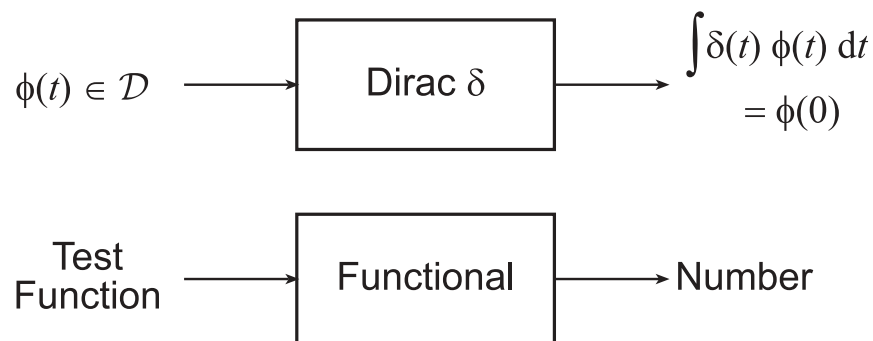 ϕ(t) ∈ 𝒟
Dirac δ
∫δ(t) ϕ(t) dt
= ϕ(0)
Test
Function
Functional
Number